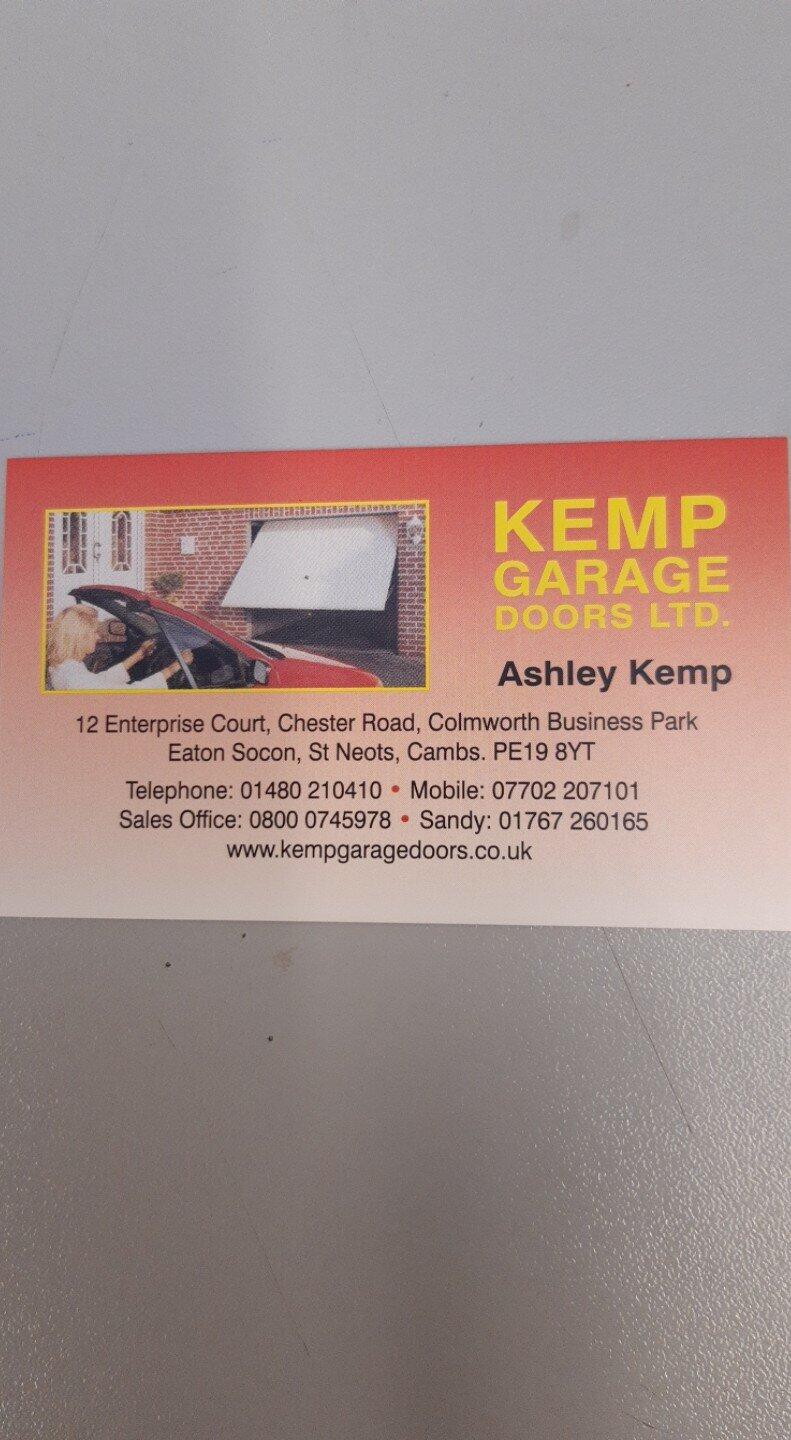 KEMP
GARAGE
DOORS LTD.
Ashley Kemp
12 Enterprise Court, Chester Road, Colmworth Business Park
Eaton Socon, St Neots, Cambs. PE19 8YT
Telephone: 01480 210410 • Mobile: 07702 207101
Sales Office: 0800 0745978 • Sandy: 01767 260165
www.kempgaragedoors.co.uk